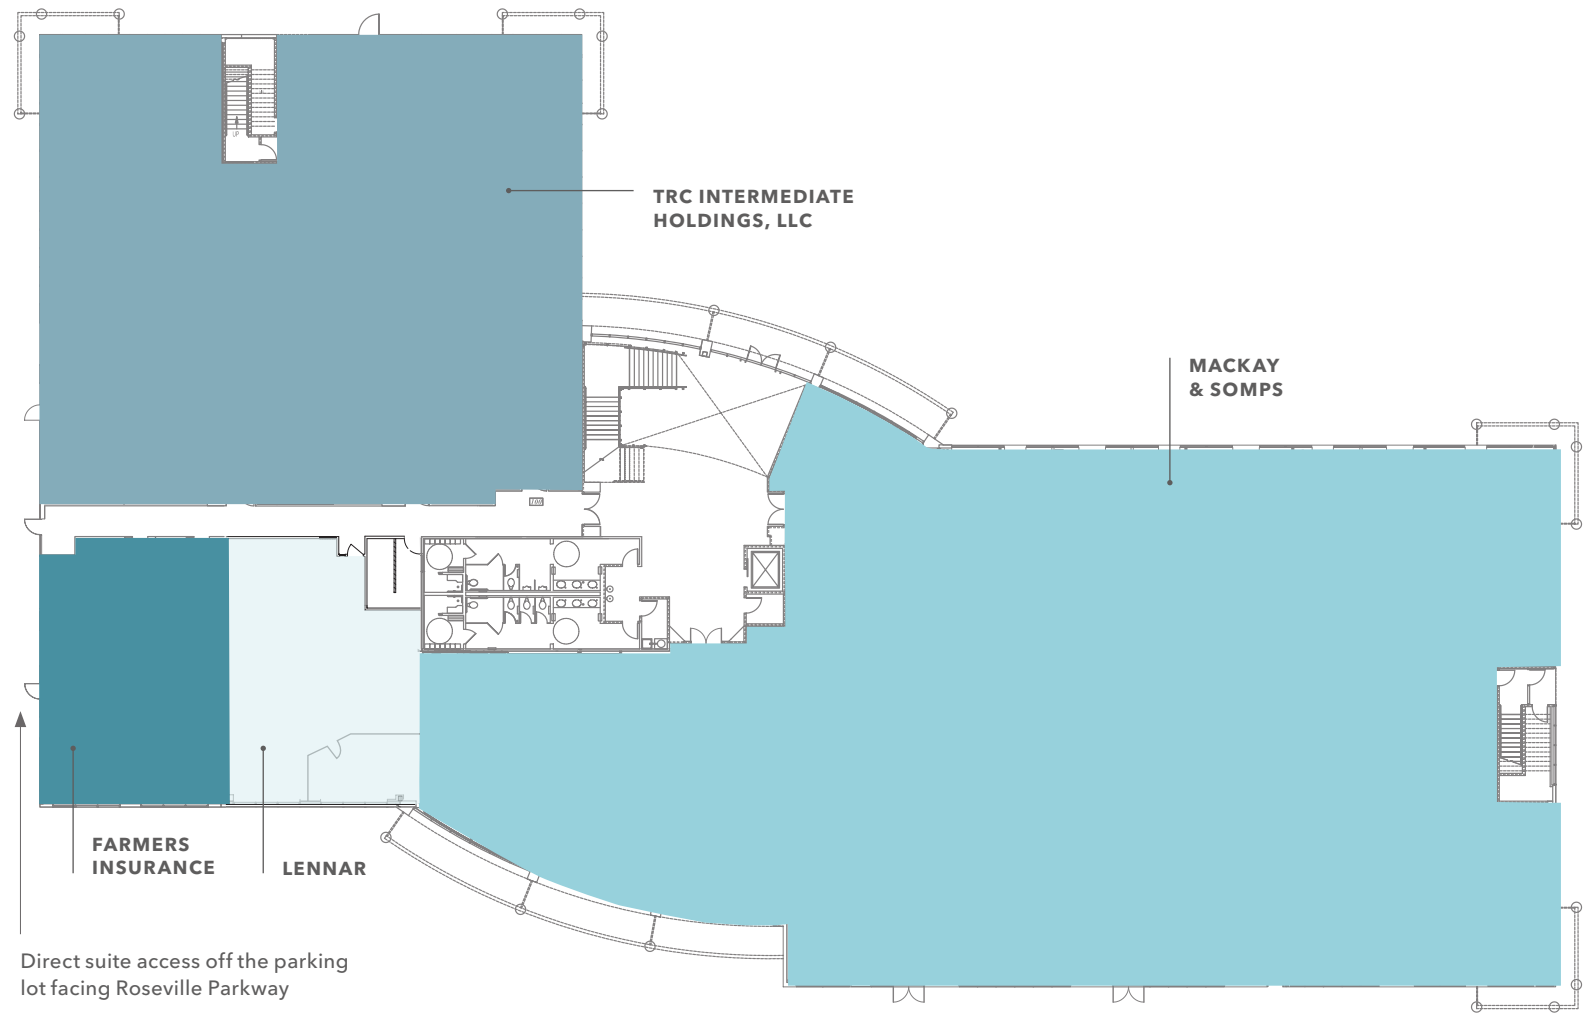 UP
TRC INTERMEDIATE
HOLDINGS, LLC
MACKAY
& SOMPS
FARMERS
INSURANCE
LENNAR
Direct suite access off the parking
lot facing Roseville Parkway